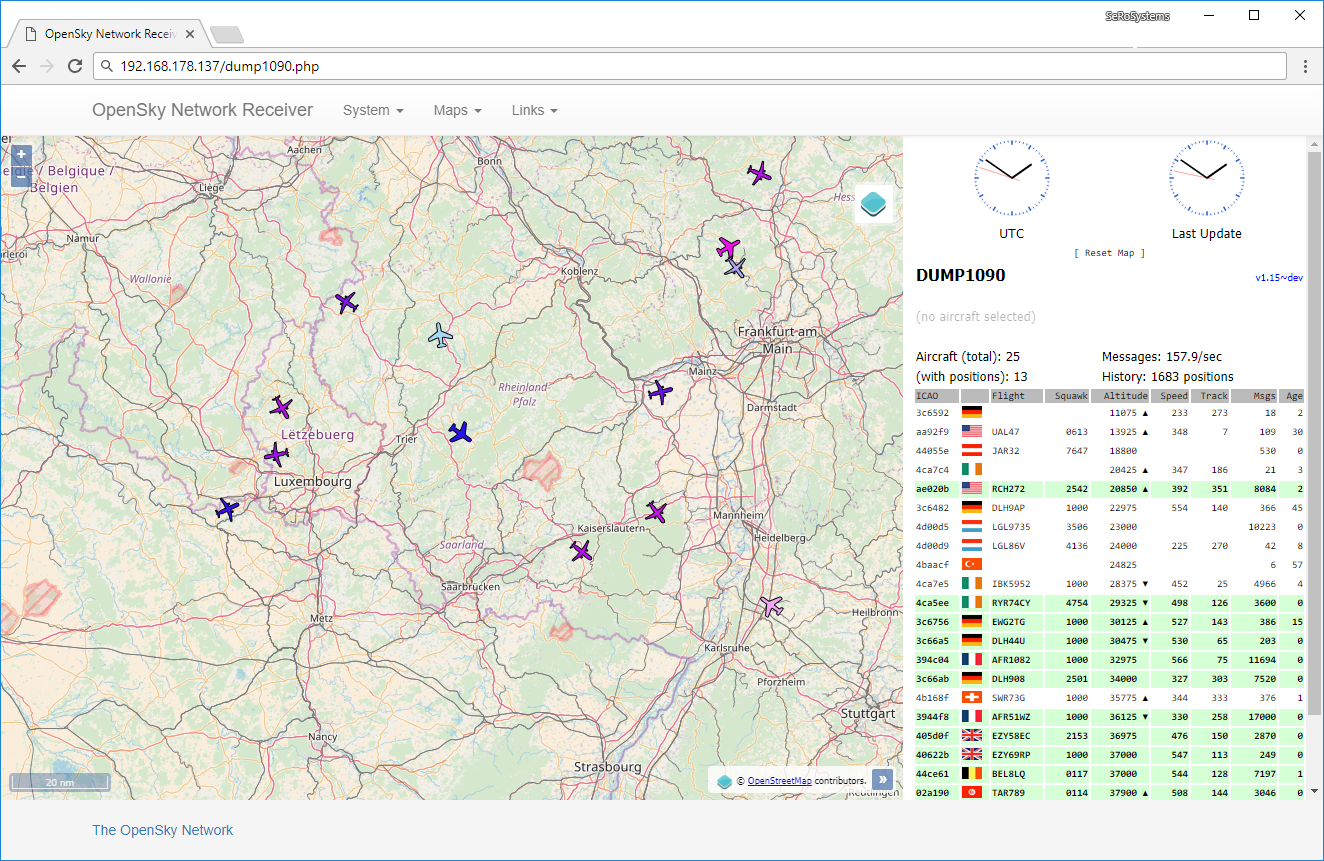 SeRoSystems
OpenSky Network Receiv
192.168.178.137/dump1090.php
OpenSky Network Receiver System Maps Links
+
−
Belgique /
Belgien
Aachen
Bonn
Liège
Hess
Namur
Wallonie
Koblenz
Frankfurt am
Main
Mainz
Rheinland-
Pfalz
Darmstadt
Lëtzebuerg
Trier
Luxembourg
Mannheim
Kaiserslautern
Heidelberg
Saarland
Saarbrücken
Heilbronn
Metz
Karlsruhe
Pforzheim
Stuttgart
Nancy
Strasbourg
20 nm
© OpenStreetMap contributors.
»
Reutlingen
UTC Last Update
[ Reset Map ]
DUMP1090 v1.15~dev
(no aircraft selected)
Aircraft (total): 25 Messages: 157.9/sec
(with positions): 13 History: 1683 positions
ICAO Flight Squawk Altitude Speed Track Msgs Age
3c6592 11075 ▲ 233 273 18 2
aa92f9 UAL47 0613 13925 ▲ 348 7 109 30
44055e JAR32 7647 18800 530 0
4ca7c4 20425 ▲ 347 186 21 3
ae020b RCH272 2542 20850 ▲ 392 351 8084 2
3c6482 DLH9AP 1000 22975 554 140 366 45
4d00d5 LGL9735 3506 23000 10223 0
4d00d9 LGL86V 4136 24000 225 270 42 8
4baacf 24825 6 57
4ca7e5 IBK5952 1000 28375 ▼ 452 25 4966 4
4ca5ee RYR74CY 4754 29325 ▼ 498 126 3600 0
3c6756 EWG2TG 1000 30125 ▲ 527 143 386 15
3c66a5 DLH44U 1000 30475 ▼ 530 65 203 0
394c04 AFR1082 1000 32975 566 75 11694 0
3c66ab DLH908 2501 34000 327 303 7520 0
4b168f SWR73G 1000 35775 ▲ 344 333 376 1
3944f8 AFR51WZ 1000 36125 ▼ 330 258 17000 0
405d0f EZY58EC 2153 36975 476 150 2870 0
40622b EZY69RP 1000 37000 547 113 249 0
44ce61 BEL8LQ 0117 37000 544 128 7197 1
02a190 TAR789 0114 37900 ▲ 508 144 3046 0
The OpenSky Network